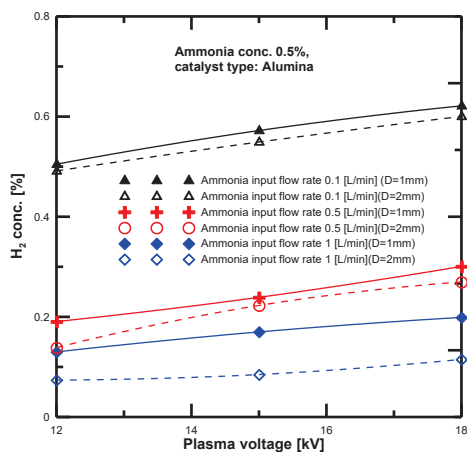 0.8
Ammonia conc. 0.5%,
catalyst type: Alumina
0.6
Ammonia input flow rate 0.1 [L/min] (D=1mm)
Ammonia input flow rate 0.1 [L/min](D=2mm)
0.4
Ammonia input flow rate 0.5 [L/min](D=1mm)
Ammonia input flow rate 0.5 [L/min](D=2mm)
Ammonia input flow rate 1 [L/min](D=1mm)
Ammonia input flow rate 1 [L/min](D=2mm)
H2 conc. [%]
0.2
0
12 14 16 18
Plasma voltage [kV]